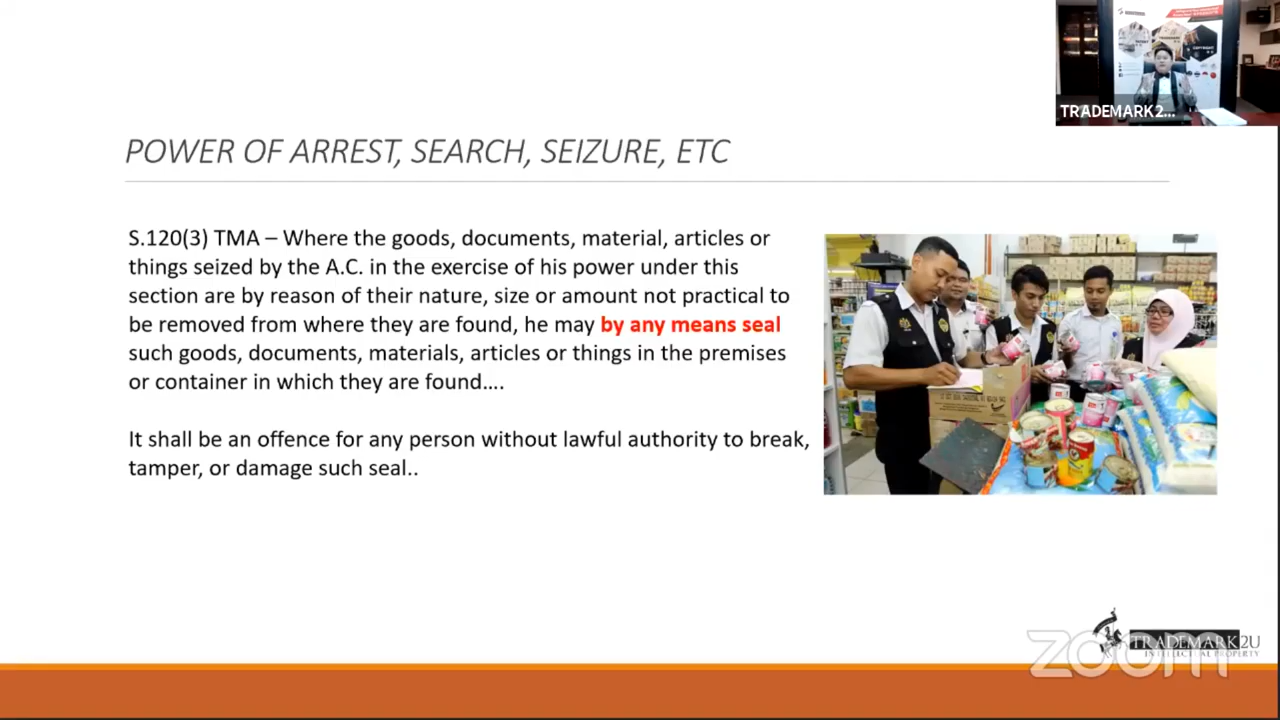 TRADEMARK2...
POWER OF ARREST, SEARCH, SEIZURE, ETC
S.120(3) TMA – Where the goods, documents, material, articles or
things seized by the A.C. in the exercise of his power under this
section are by reason of their nature, size or amount not practical to
be removed from where they are found, he may by any means seal
such goods, documents, materials, articles or things in the premises
or container in which they are found....
It shall be an offence for any person without lawful authority to break,
tamper, or damage such seal..
TRADEMARK2U
INTELLECTUAL PROPERTY
zoom